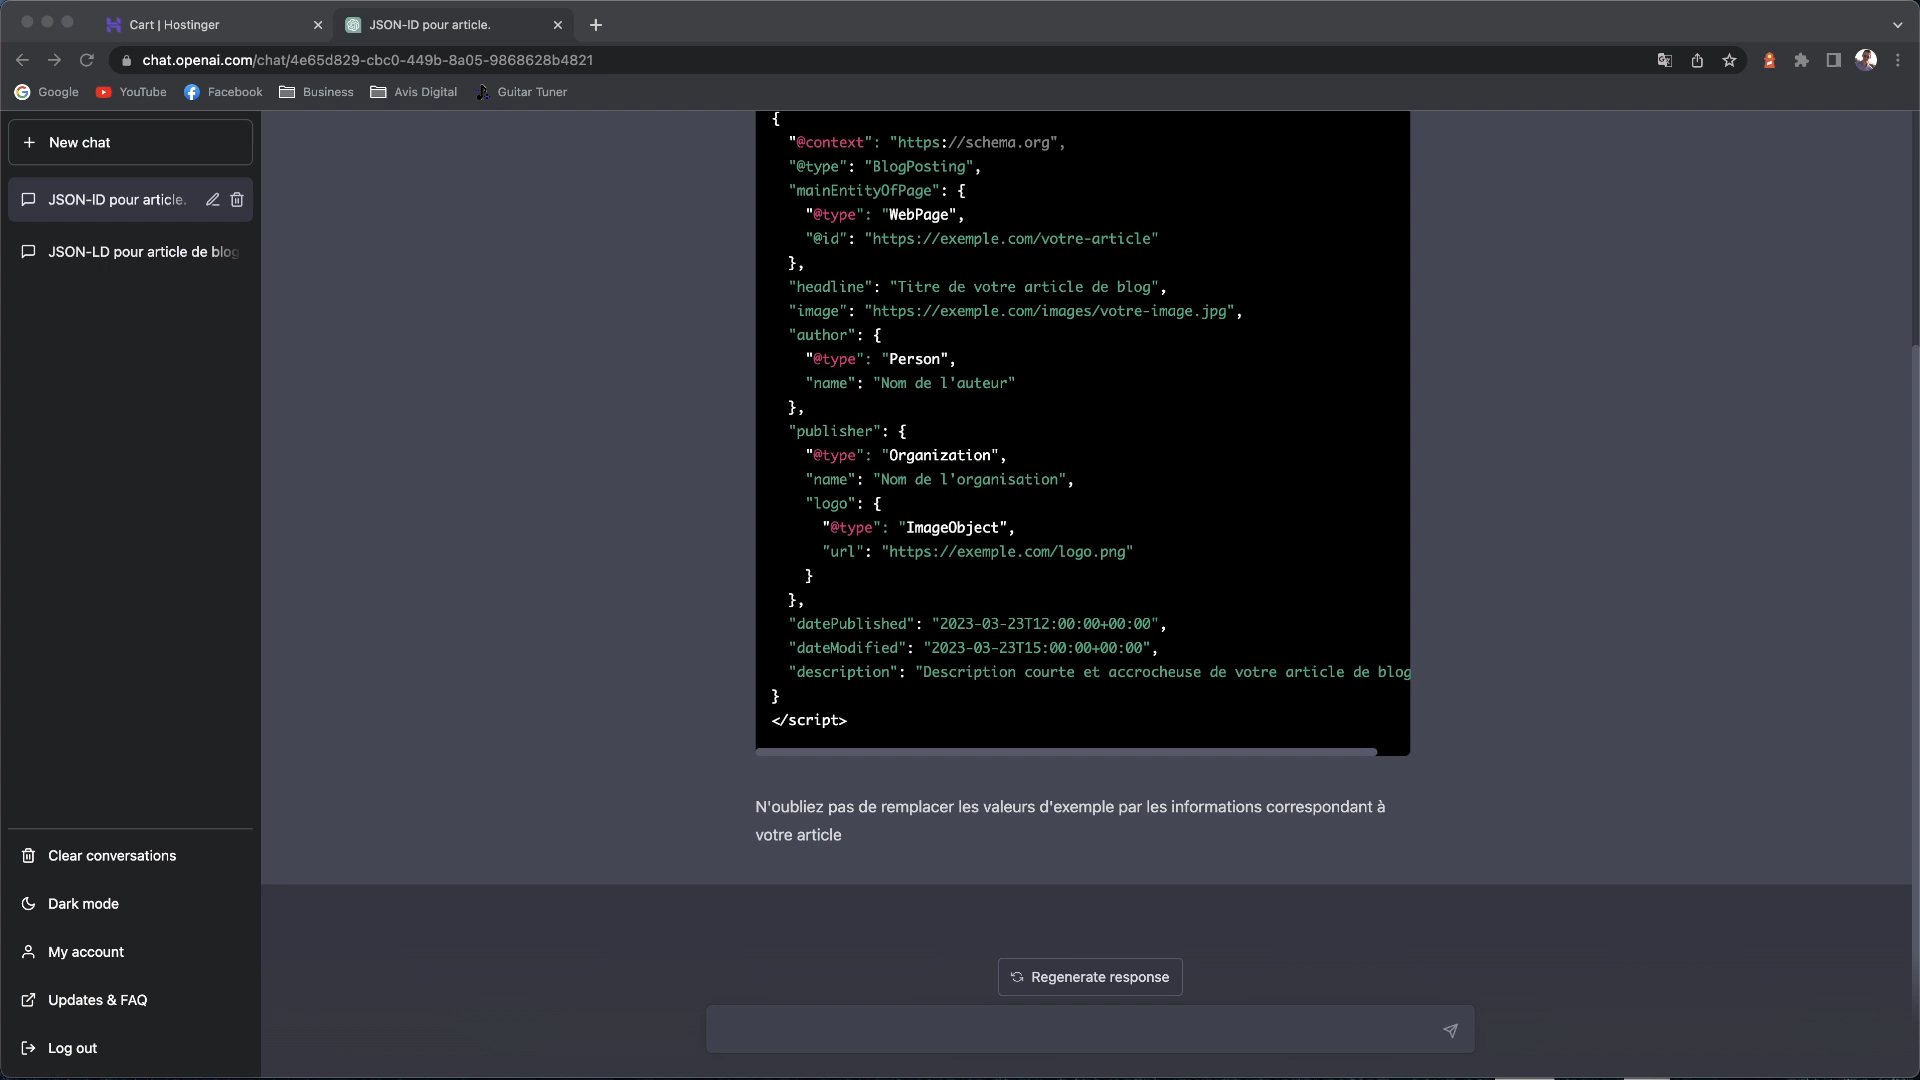 Cart | Hostinger
JSON-ID pour article.
chat.openai.com/chat/4e65d829-cbc0-449b-8a05-9868628b4821
Google
YouTube
Facebook
Business
Avis Digital
Guitar Tuner
New chat
JSON-ID pour article.
JSON-LD pour article de blog
Clear conversations
Dark mode
My account
Updates & FAQ
Log out
{
"@context": "https://schema.org",
"@type": "BlogPosting",
"mainEntityOfPage": {
"@type": "WebPage",
"@id": "https://exemple.com/votre-article"
},
"headline": "Titre de votre article de blog",
"image": "https://exemple.com/images/votre-image.jpg",
"author": {
"@type": "Person",
"name": "Nom de l'auteur"
},
"publisher": {
"@type": "Organization",
"name": "Nom de l'organisation",
"logo": {
"@type": "ImageObject",
"url": "https://exemple.com/logo.png"
}
},
"datePublished": "2023-03-23T12:00:00+00:00",
"dateModified": "2023-03-23T15:00:00+00:00",
"description": "Description courte et accrocheuse de votre article de blog
}
</script>
N'oubliez pas de remplacer les valeurs d'exemple par les informations correspondant à
votre article
Regenerate response